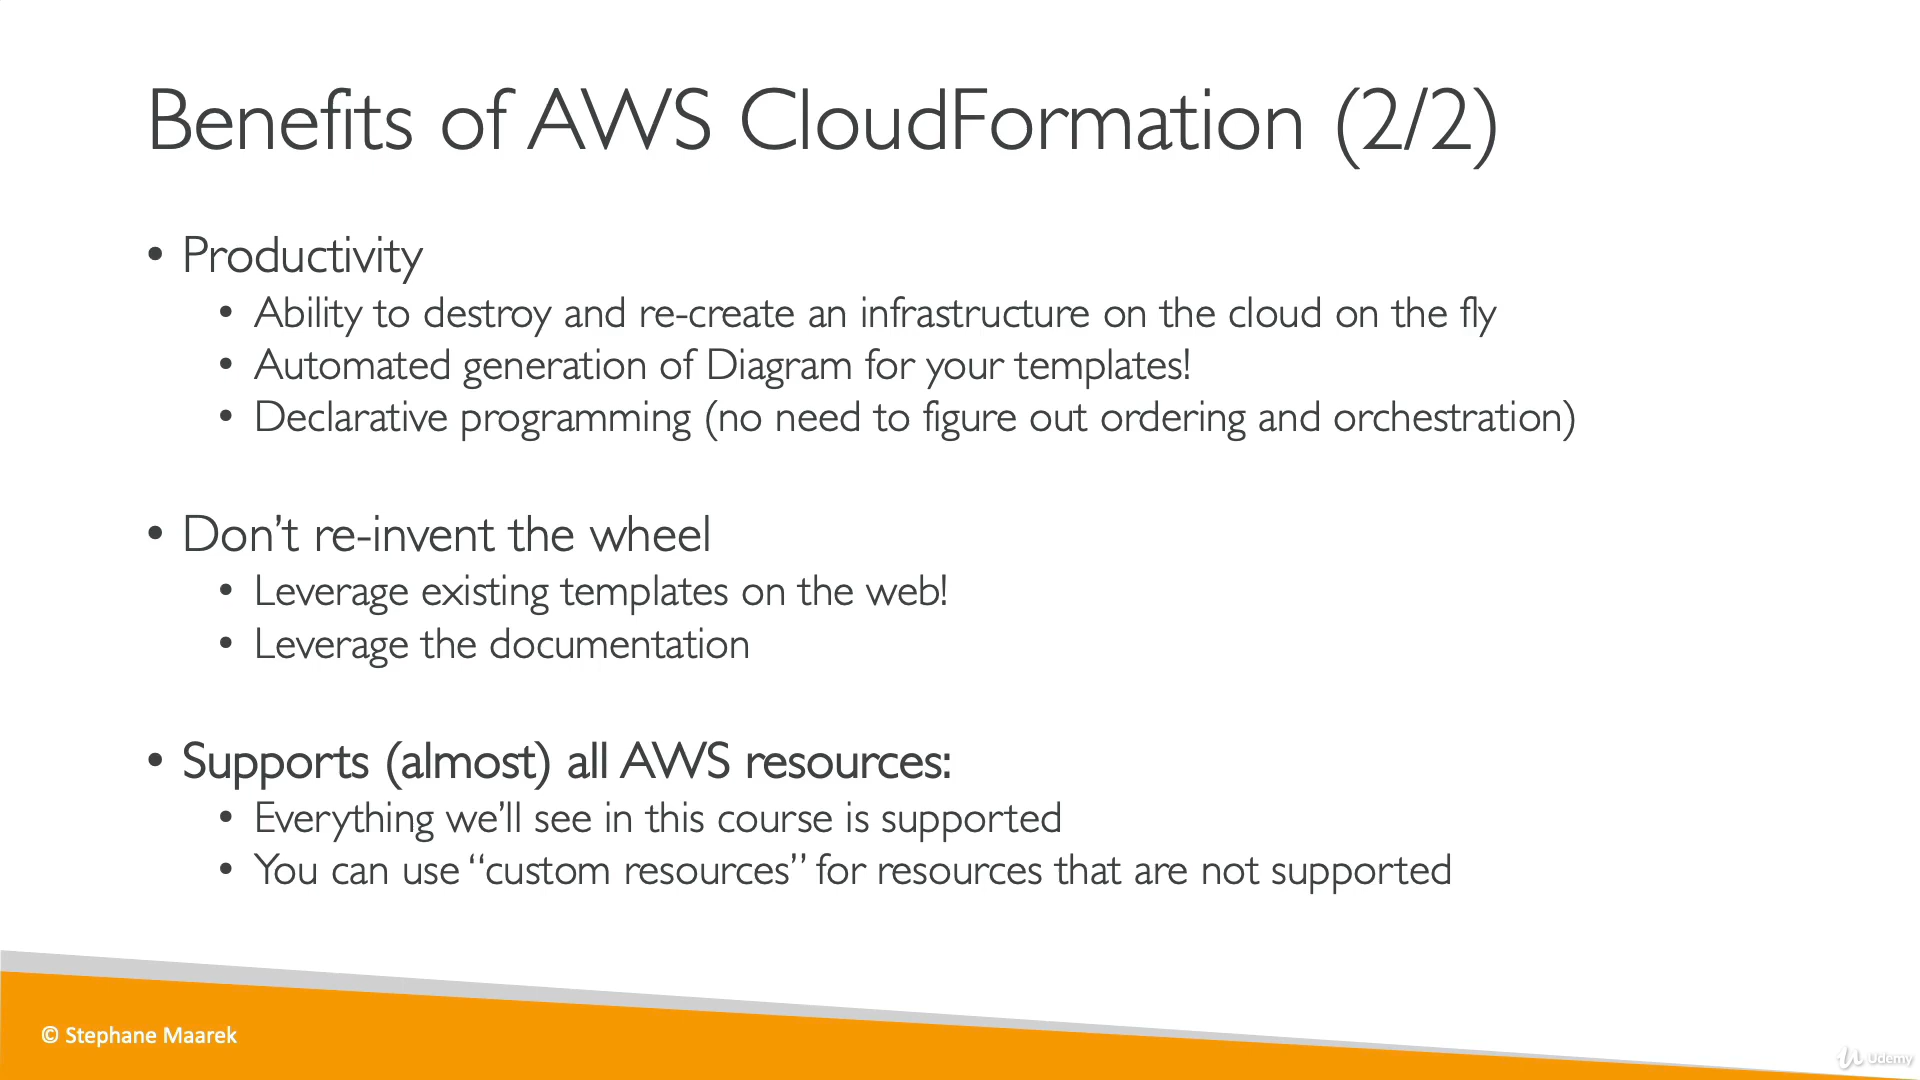 Benefits of AWS CloudFormation (2/2)
• Productivity
• Ability to destroy and re-create an infrastructure on the cloud on the fly
• Automated generation of Diagram for your templates!
• Declarative programming (no need to figure out ordering and orchestration)
• Don’t re-invent the wheel
• Leverage existing templates on the web!
• Leverage the documentation
• Supports (almost) all AWS resources:
• Everything we’ll see in this course is supported
• You can use “custom resources” for resources that are not supported
© Stephane Maarek
Udemy